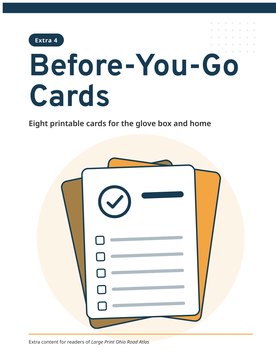 Extra 4
Before-You-Go
Cards
Eight printable cards for the glove box and home
Extra content for readers of Large Print Ohio Road Atlas